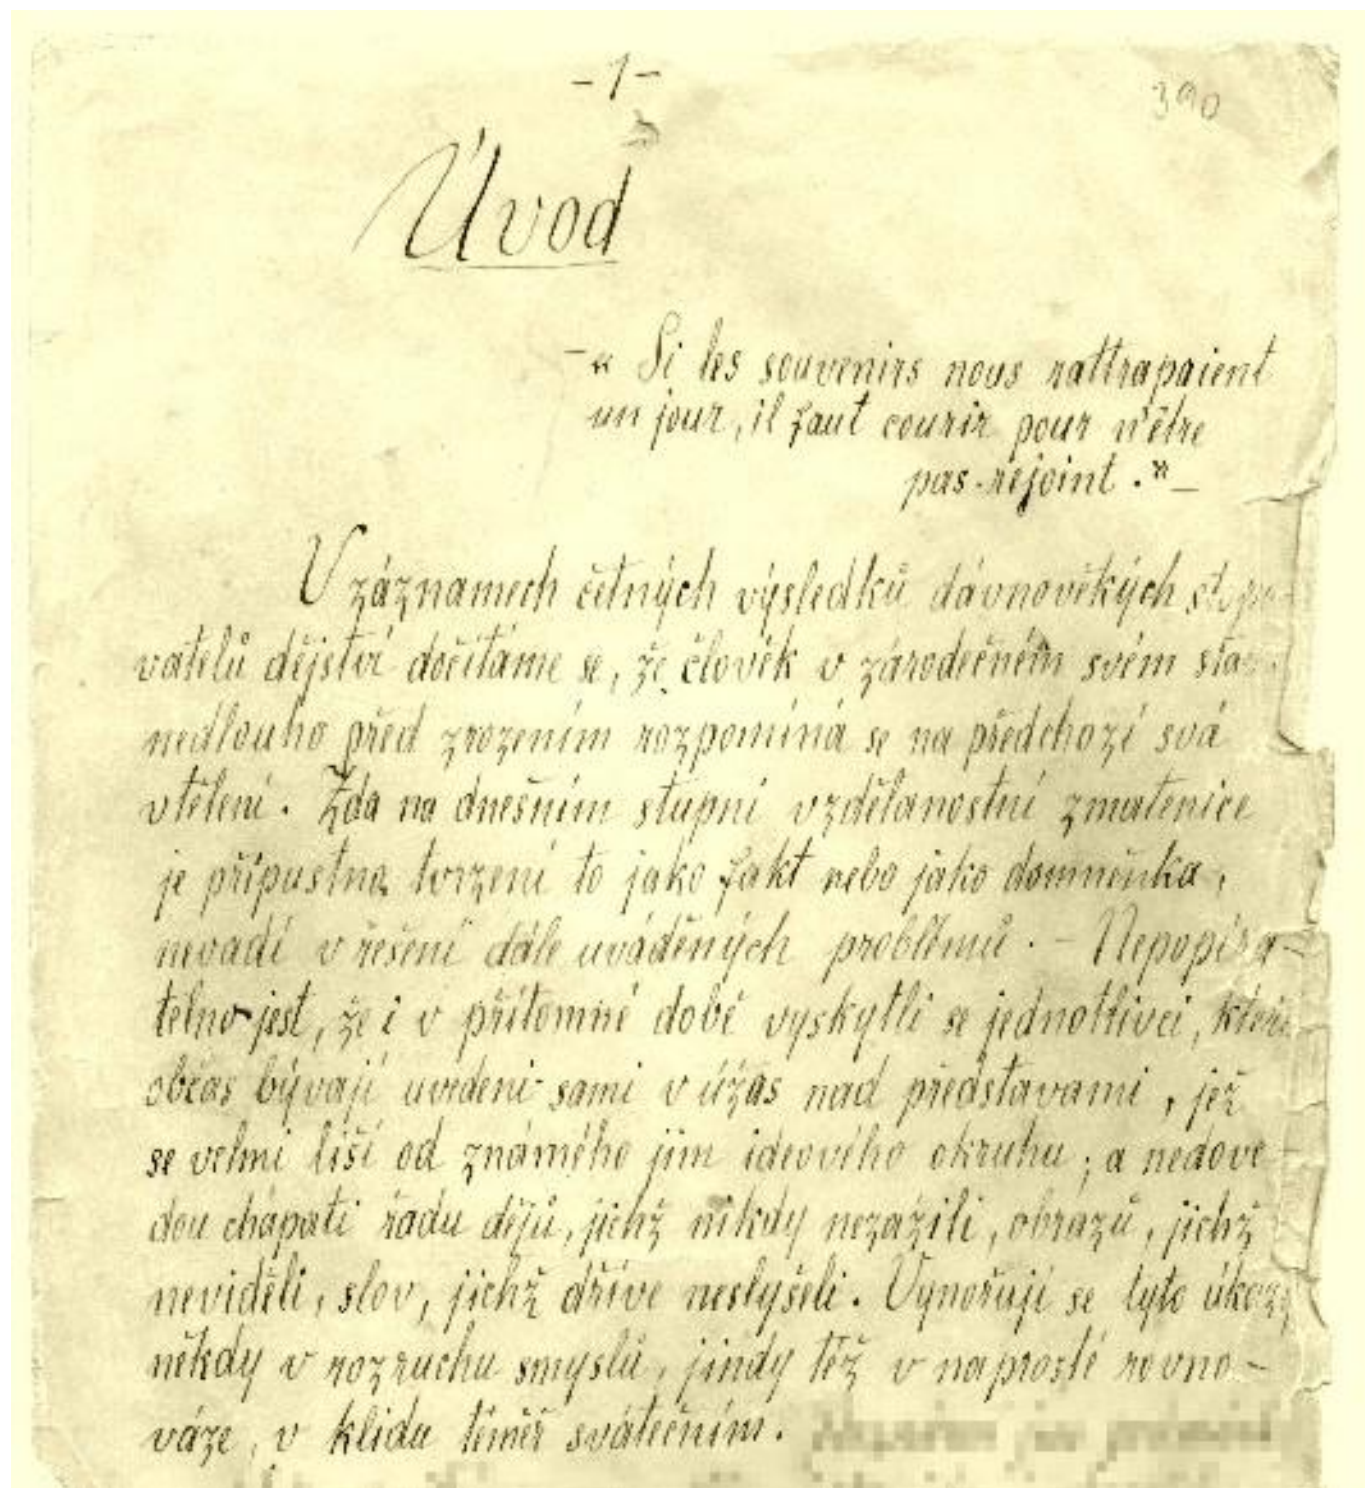 -1-
390
Úvod
-« Si les souvenirs nous rattrapaient
un jour, il faut courir pour n'être
pas rejoint.»-
V záznamech četných výsledků dávnověkých stopo-
vatelů dějství dočítáme se, že člověk v zárodečném svém stavu
nedlouho před zrozením rozpomíná se na předchozí svá
vtělení. Zda na dnešním stupni vzdělanostní zmatenice
je přípustno tvrzení to jako fakt nebo jako domněnka,
nevadí v řešení dále uváděných problémů. - Nepopíra-
telno jest, že i v přítomné době vyskytli se jednotlivci, kteří
občas bývají uvedeni sami v úžas nad představami, jež
se velmi liší od známého jim ideového okruhu; a nedove-
dou chápati řadu dějů, jichž nikdy nezažili, obrazů, jichž
neviděli, slov, jichž dříve neslyšeli. Vynořují se tyto úkazy
někdy v rozruchu smyslů, jindy též v naprosté rovno-
váze, v klidu téměř svátečním.